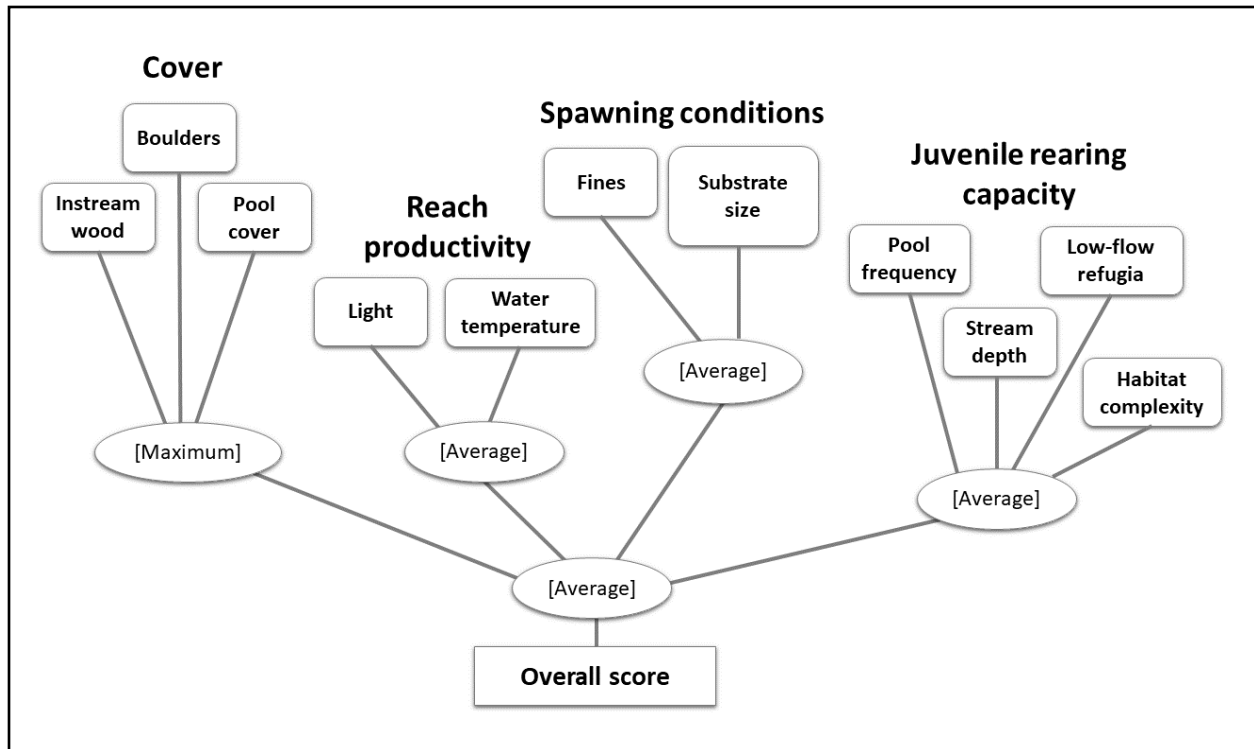 Cover
Boulders
Instream
wood
Pool
cover
[Maximum]
Reach
productivity
Light
Water
temperature
[Average]
Spawning conditions
Fines
Substrate
size
[Average]
Juvenile rearing
capacity
Pool
frequency
Low-flow
refugia
Stream
depth
Habitat
complexity
[Average]
[Average]
Overall score